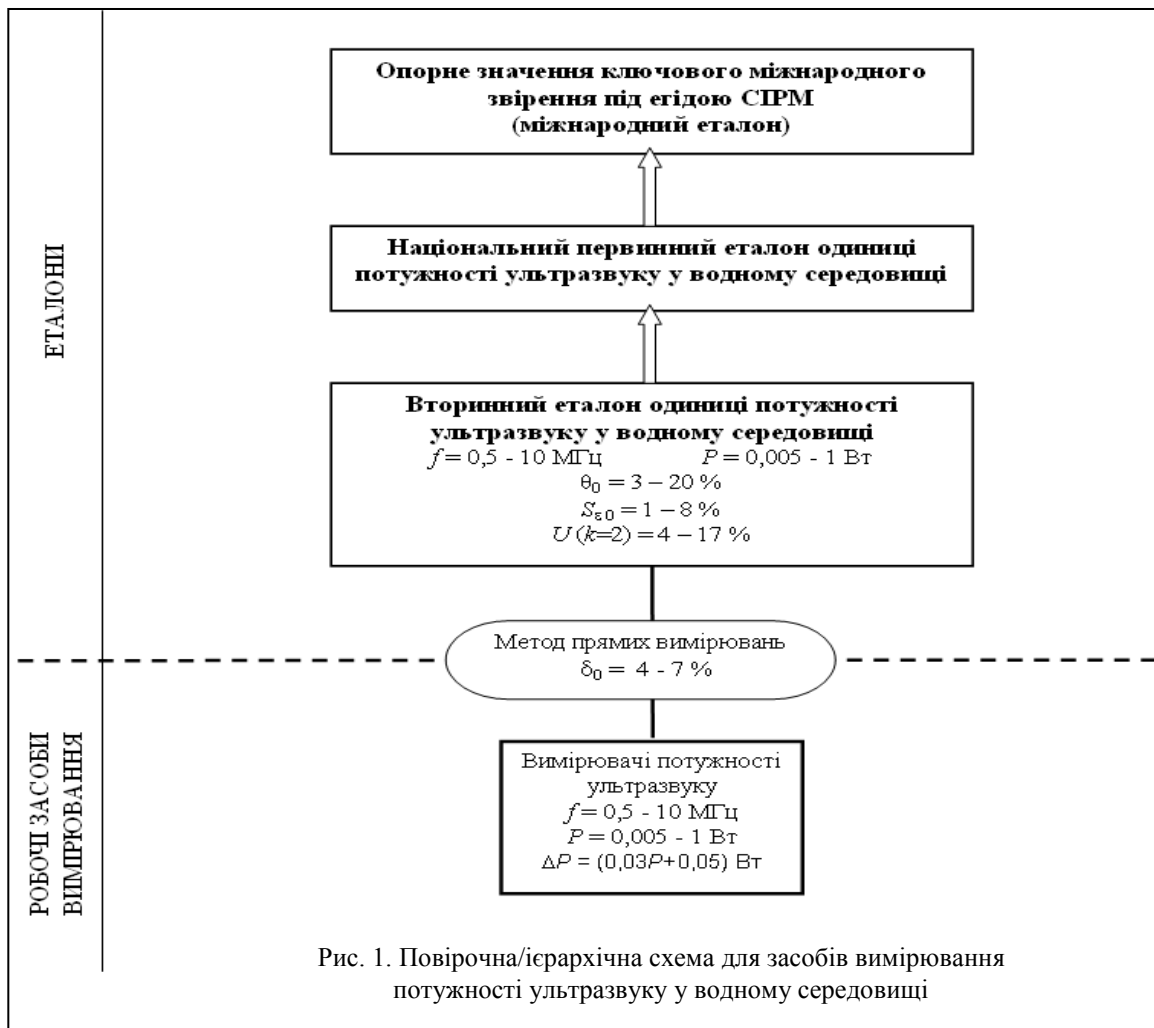 ЕТАЛОНИ
Опорне значення ключового міжнародного
звірення під егідою CIPM
(міжнародний еталон)
Національний первинний еталон одиниці
потужності ультразвуку у водному середовищі
Вторинний еталон одиниці потужності
ультразвуку у водному середовищі
f = 0,5 - 10 МГц P = 0,005 - 1 Вт
θ₀ = 3 – 20 %
Sε₀ = 1 – 8 %
U (k=2) = 4 – 17 %
Метод прямих вимірювань
δ₀ = 4 - 7 %
РОБОЧІ ЗАСОБИ
ВИМІРЮВАННЯ
Вимірювачі потужності
ультразвуку
f = 0,5 - 10 МГц
P = 0,005 - 1 Вт
ΔP = (0,03P+0,05) Вт
Рис. 1. Повірочна/ієрархічна схема для засобів вимірювання
потужності ультразвуку у водному середовищі